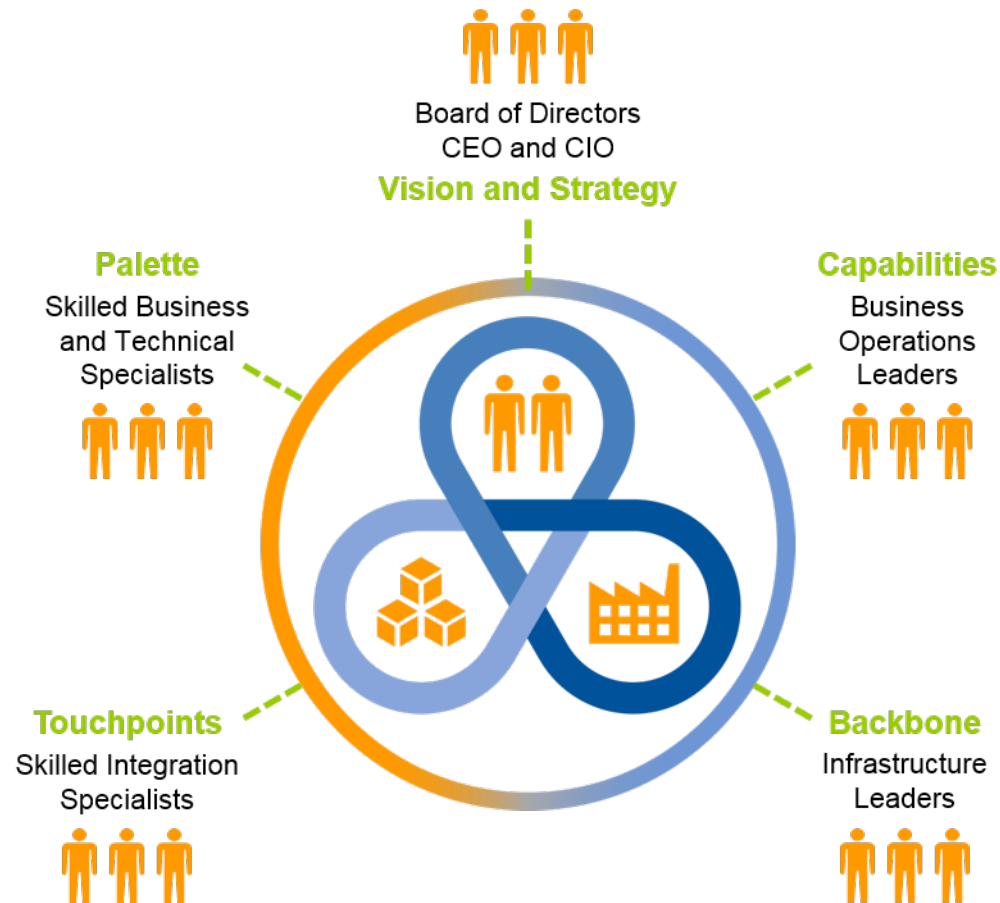 Board of Directors
CEO and CIO
Vision and Strategy
Palette
Skilled Business
and Technical
Specialists
Capabilities
Business
Operations
Leaders
Touchpoints
Skilled Integration
Specialists
Backbone
Infrastructure
Leaders